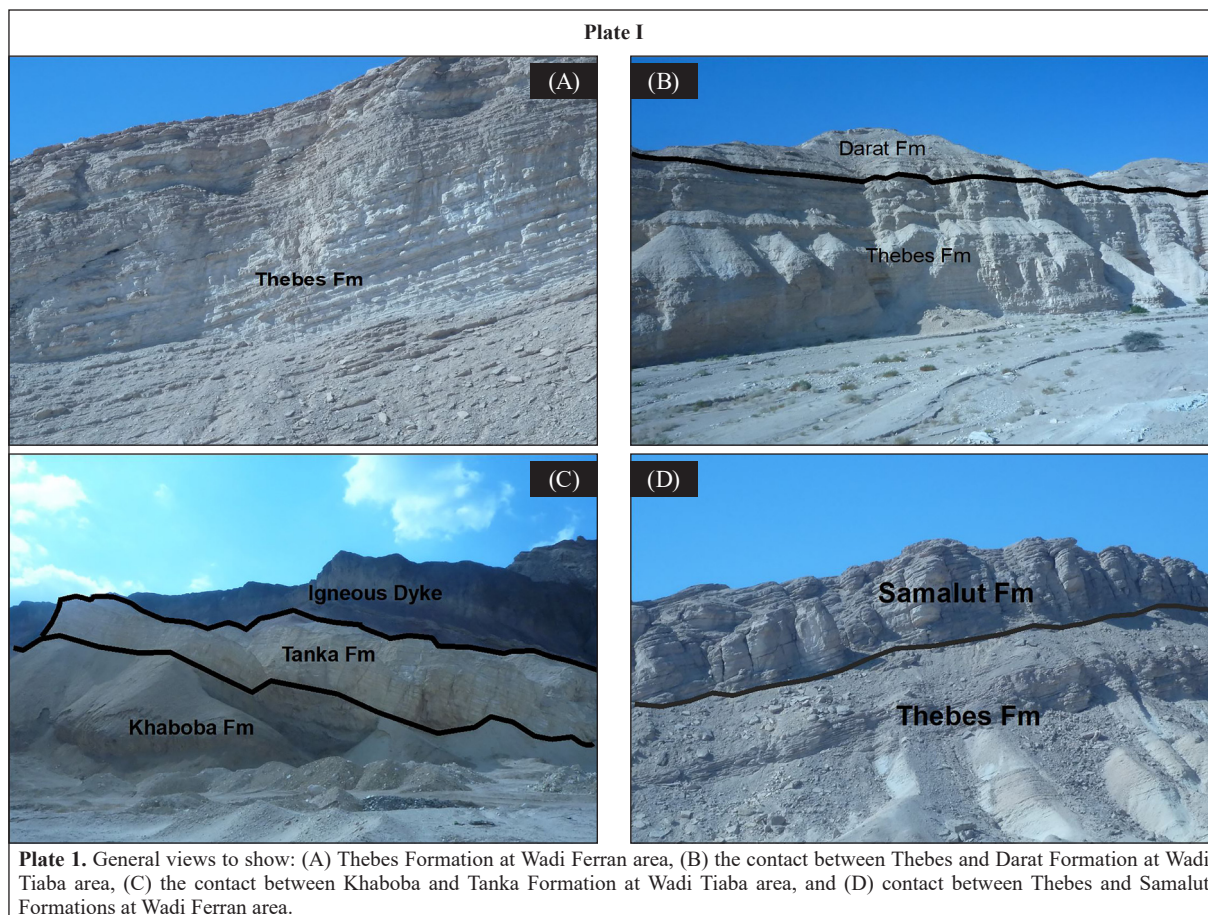 Plate I
(A)
Thebes Fm
(B)
Darat Fm
Thebes Fm
(C)
Igneous Dyke
Tanka Fm
Khaboba Fm
(D)
Samalut Fm
Thebes Fm
Plate 1. General views to show: (A) Thebes Formation at Wadi Ferran area, (B) the contact between Thebes and Darat Formation at Wadi
Tiaba area, (C) the contact between Khaboba and Tanka Formation at Wadi Tiaba area, and (D) contact between Thebes and Samalut
Formations at Wadi Ferran area.